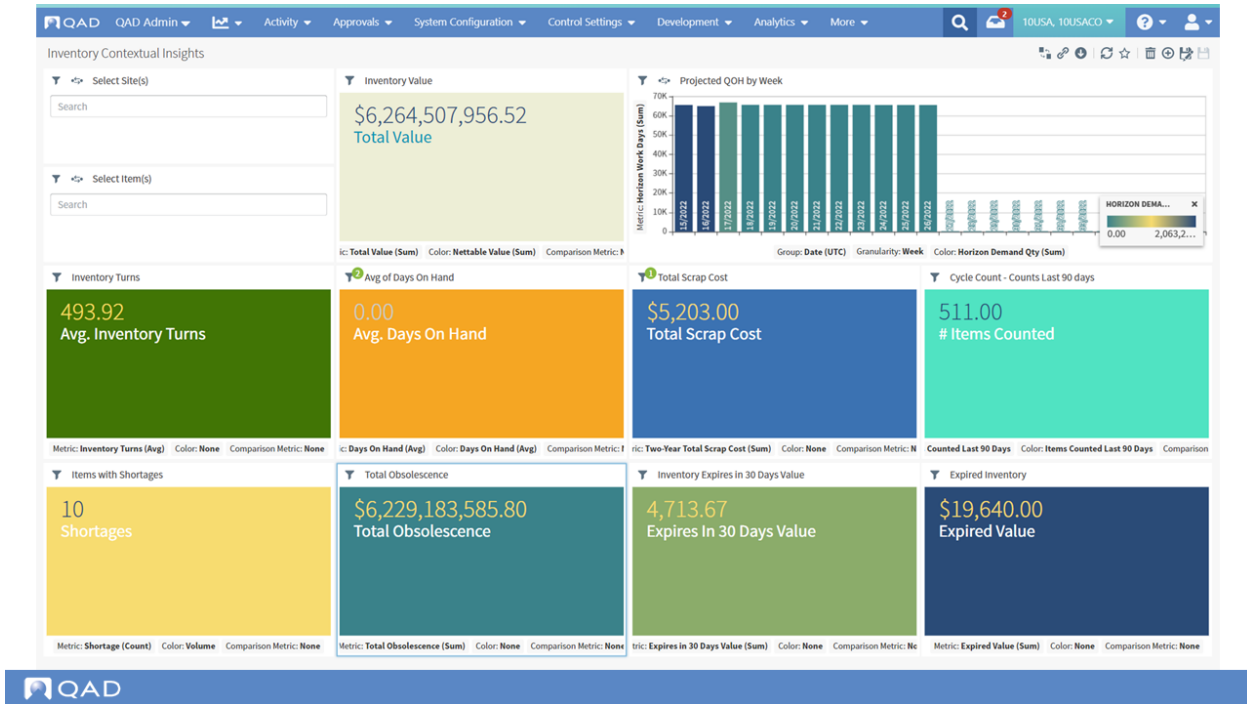 QAD QAD Admin Activity Approvals System Configuration Control Settings Development Analytics More 2 10USA, 10USACO ?
Inventory Contextual Insights
Select Site(s)
Search
Select Item(s)
Search
Inventory Value
$6,264,507,956.52
Total Value
ic: Total Value (Sum) Color: Nettable Value (Sum) Comparison Metric: N
Projected QOH by Week
Metric: Horizon Work Days (Sum)
70K
60K
50K
40K
30K
20K
10K
0
15/2022 16/2022 17/2022 18/2022 19/2022 20/2022 21/2022 22/2022 23/2022 24/2022 25/2022 26/2022
HORIZON DEMA... x
0.00 2,063,2...
Group: Date (UTC) Granularity: Week Color: Horizon Demand Qty (Sum)
Inventory Turns
493.92
Avg. Inventory Turns
Metric: Inventory Turns (Avg) Color: None Comparison Metric: None
2 Avg of Days On Hand
0.00
Avg. Days On Hand
ic: Days On Hand (Avg) Color: Days On Hand (Avg) Comparison Metric:
1 Total Scrap Cost
$5,203.00
Total Scrap Cost
ric: Two-Year Total Scrap Cost (Sum) Color: None Comparison Metric: N
Cycle Count - Counts Last 90 days
511.00
# Items Counted
Counted Last 90 Days Color: Items Counted Last 90 Days Comparison
Items with Shortages
10
Shortages
Metric: Shortage (Count) Color: Volume Comparison Metric: None
Total Obsolescence
$6,229,183,585.80
Total Obsolescence
Metric: Total Obsolescence (Sum) Color: None Comparison Metric: None
Inventory Expires in 30 Days Value
4,713.67
Expires In 30 Days Value
tric: Expires in 30 Days Value (Sum) Color: None Comparison Metric: Nc
Expired Inventory
$19,640.00
Expired Value
Metric: Expired Value (Sum) Color: None Comparison Metric: None
QAD